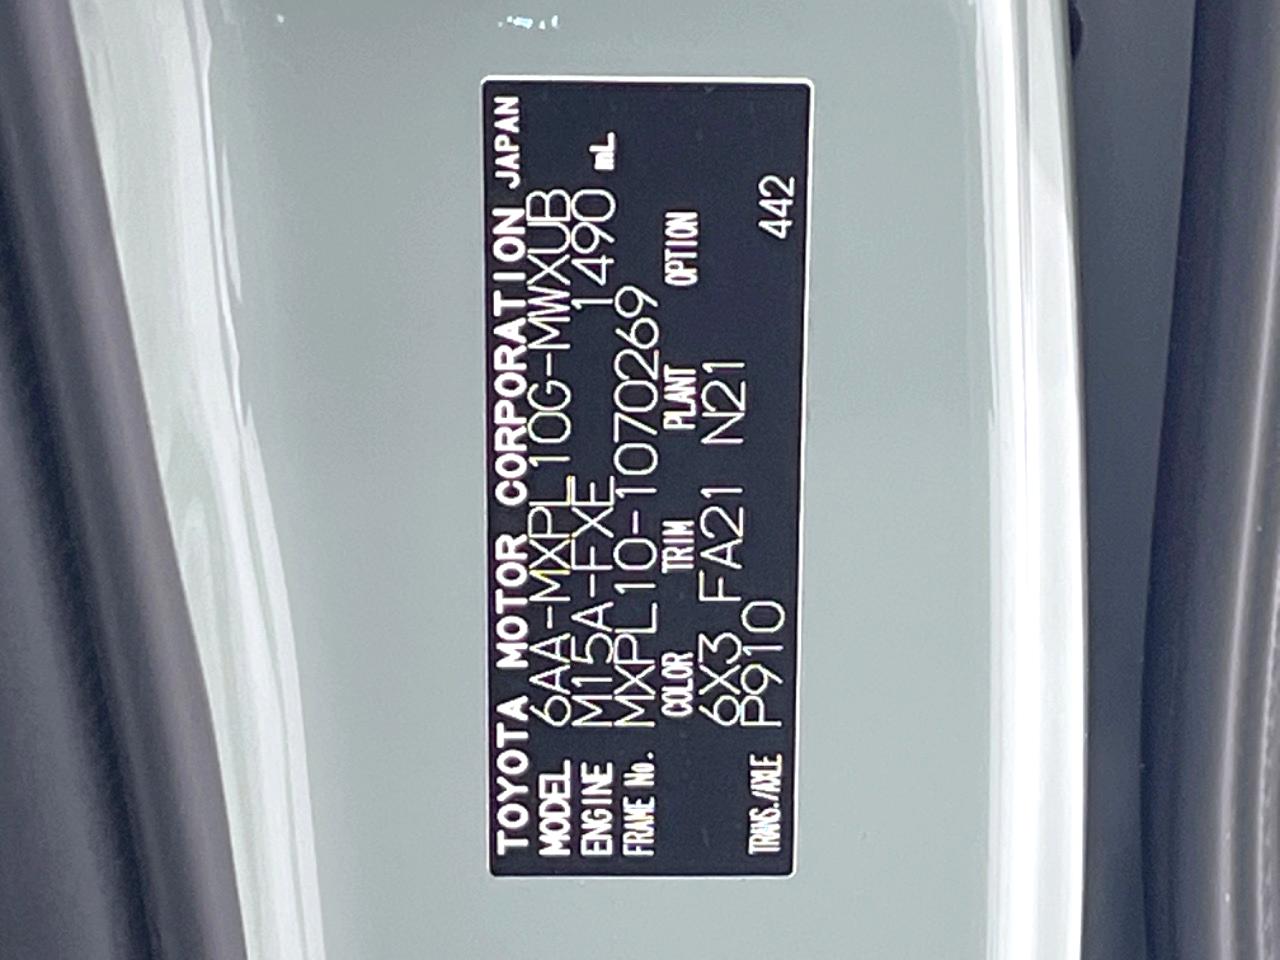 TOYOTA MOTOR CORPORATION JAPAN
MODEL 6AA-MXPL10G-MWXUB
ENGINE M15A-FXE 1490 mL
FRAME No. MXPL10-1070269
COLOR TRIM PLANT OPTION
6X3 FA21 N21
TRANS./AXLE P910 442